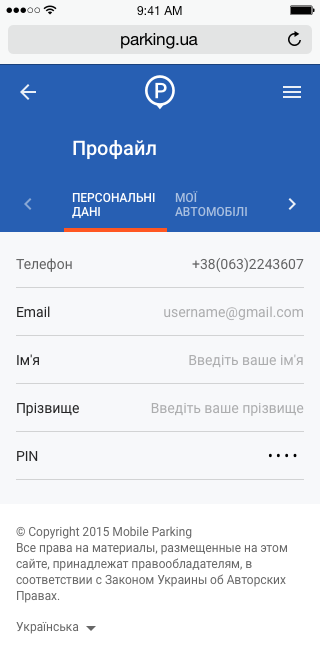 9:41 AM
parking.ua
P
Профайл
ПЕРСОНАЛЬНІ ДАНІ
МОЇ АВТОМОБІЛІ
Телефон +38(063)2243607
Email username@gmail.com
Ім'я Введіть ваше ім'я
Прізвище Введіть ваше прізвище
PIN ••••
© Copyright 2015 Mobile Parking
Все права на материалы, размещенные на этом
сайте, принадлежат правообладателям, в
соответствии с Законом Украины об Авторских
Правах.
Українська